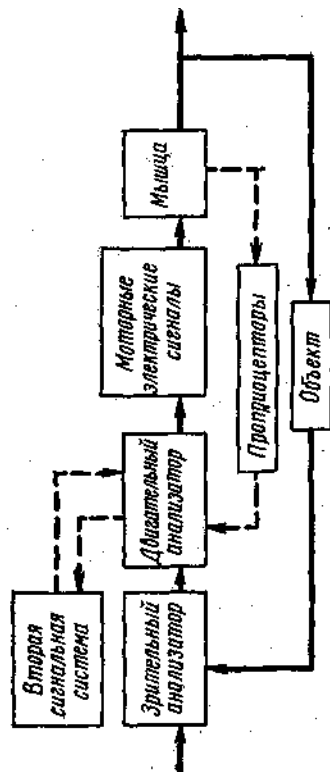 Вторая
сигнальная
система
Зрительный
анализатор
Двигательный
анализатор
Моторные
электрические
сигналы
Мышца
Проприоцепторы
Объект